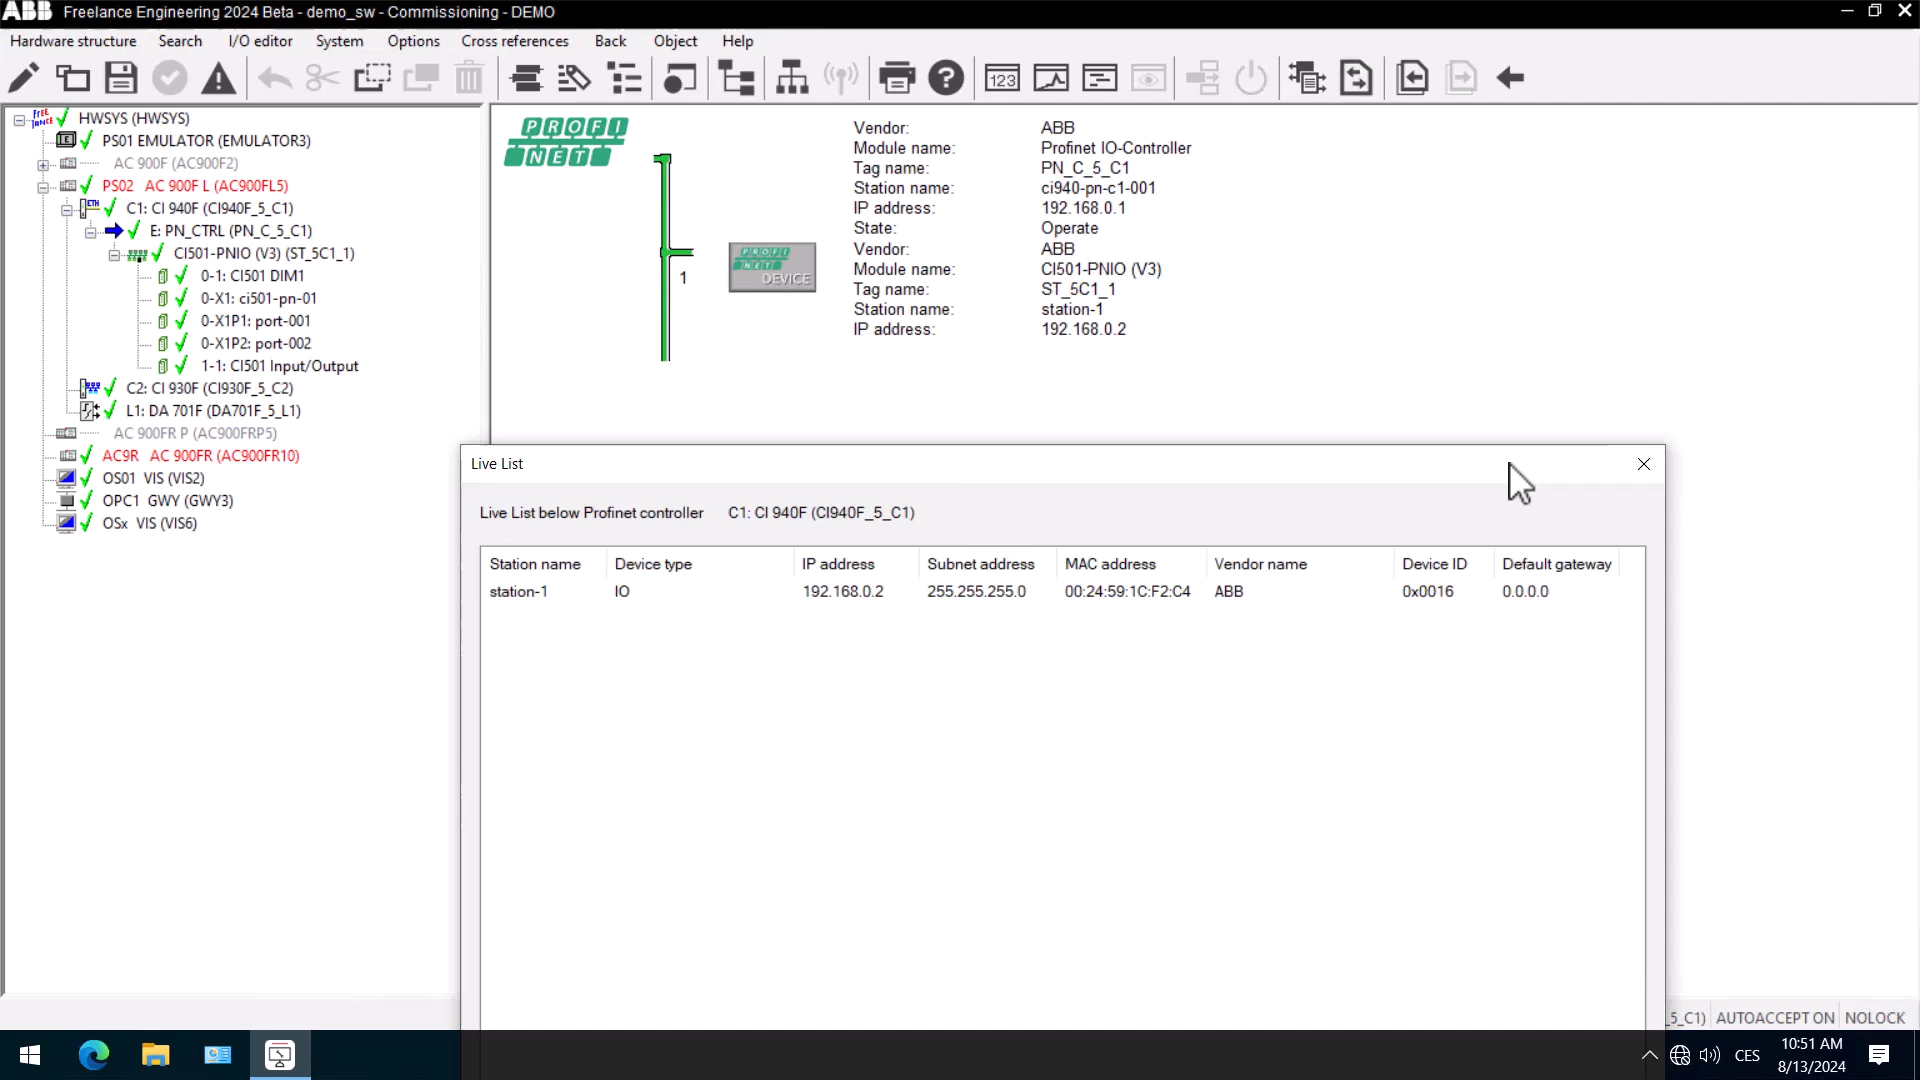 ABB Freelance Engineering 2024 Beta - demo_sw - Commissioning - DEMO
Hardware structure Search I/O editor System Options Cross references Back Object Help
123
FREE LANCE HWSYS (HWSYS)
E PS01 EMULATOR (EMULATOR3)
AC 900F (AC900F2)
PS02 AC 900F L (AC900FL5)
ETH C1: CI 940F (CI940F_5_C1)
E: PN_CTRL (PN_C_5_C1)
CI501-PNIO (V3) (ST_5C1_1)
0-1: CI501 DIM1
0-X1: ci501-pn-01
0-X1P1: port-001
0-X1P2: port-002
1-1: CI501 Input/Output
C2: CI 930F (CI930F_5_C2)
L1: DA 701F (DA701F_5_L1)
AC 900FR P (AC900FRP5)
AC9R AC 900FR (AC900FR10)
OS01 VIS (VIS2)
OPC1 GWY (GWY3)
OSx VIS (VIS6)
PROFI
NET
1
PROFI
NET
DEVICE
Vendor: ABB
Module name: Profinet IO-Controller
Tag name: PN_C_5_C1
Station name: ci940-pn-c1-001
IP address: 192.168.0.1
State: Operate
Vendor: ABB
Module name: CI501-PNIO (V3)
Tag name: ST_5C1_1
Station name: station-1
IP address: 192.168.0.2
Live List
Live List below Profinet controller C1: CI 940F (CI940F_5_C1)
Station name Device type IP address Subnet address MAC address Vendor name Device ID Default gateway
station-1 IO 192.168.0.2 255.255.255.0 00:24:59:1C:F2:C4 ABB 0x0016 0.0.0.0
_5_C1) AUTOACCEPT ON NOLOCK
CES
10:51 AM
8/13/2024